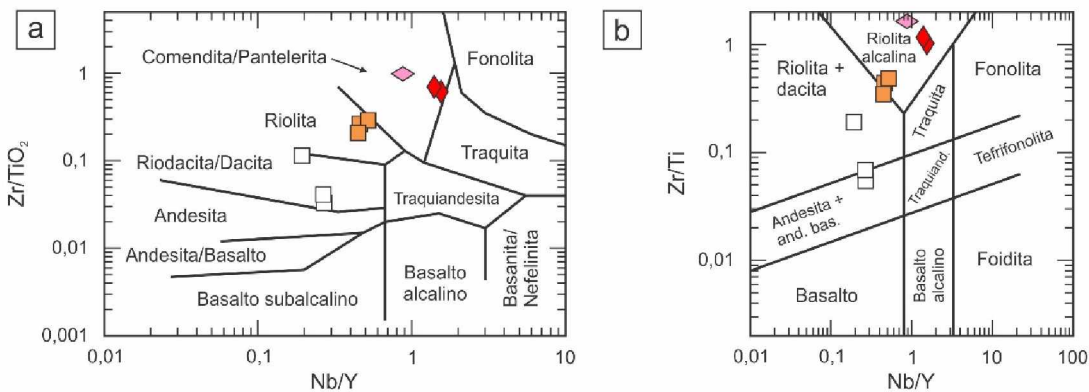 a
Zr/TiO2
1
0,1
0,01
0,001
0,01
0,1
1
10
Nb/Y
Comendita/Pantelerita
Fonolita
Riolita
Traquita
Riodacita/Dacita
Traquiandesita
Andesita
Andesita/Basalto
Basalto subalcalino
Basalto
alcalino
Basanita/
Nefelinita
b
Zr/Ti
1
0,1
0,01
0,01
0,1
1
10
100
Nb/Y
Riolita
alcalina
Riolita +
dacita
Fonolita
Traquita
Tefrifonolita
Traquiand.
Andesita +
and. bas.
Basalto
Basalto
alcalino
Foidita